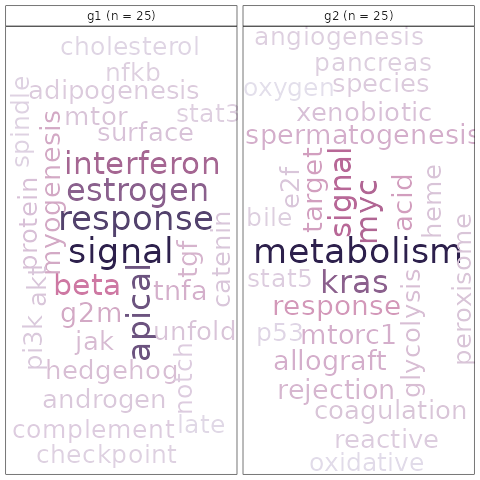 g1 (n = 25)
cholesterol
nfkb
adipogenesis
mtor
stat3
spindle
surface
myogenesis
interferon
estrogen
protein
response
signal
catenin
tgf
beta
akt
apical
tnfa
g2m
pi3k
jak
unfold
hedgehog
notch
androgen
complement
late
checkpoint
g2 (n = 25)
angiogenesis
pancreas
oxygen
species
xenobiotic
spermatogenesis
target
signal
e2f
myc
acid
heme
bile
metabolism
stat5
kras
peroxisome
response
glycolysis
p53
mtorc1
allograft
rejection
coagulation
reactive
oxidative